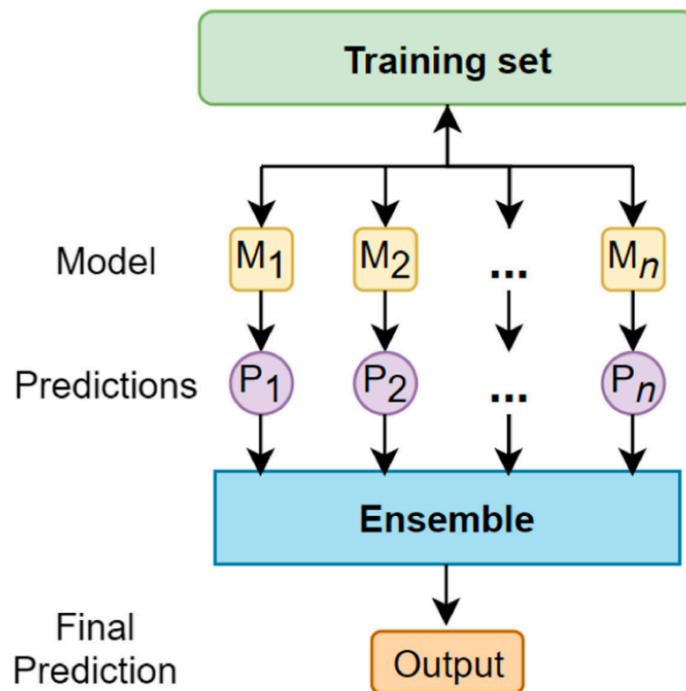 Training set
Model M1 M2 ... Mn
Predictions P1 P2 ... Pn
Ensemble
Final
Prediction
Output